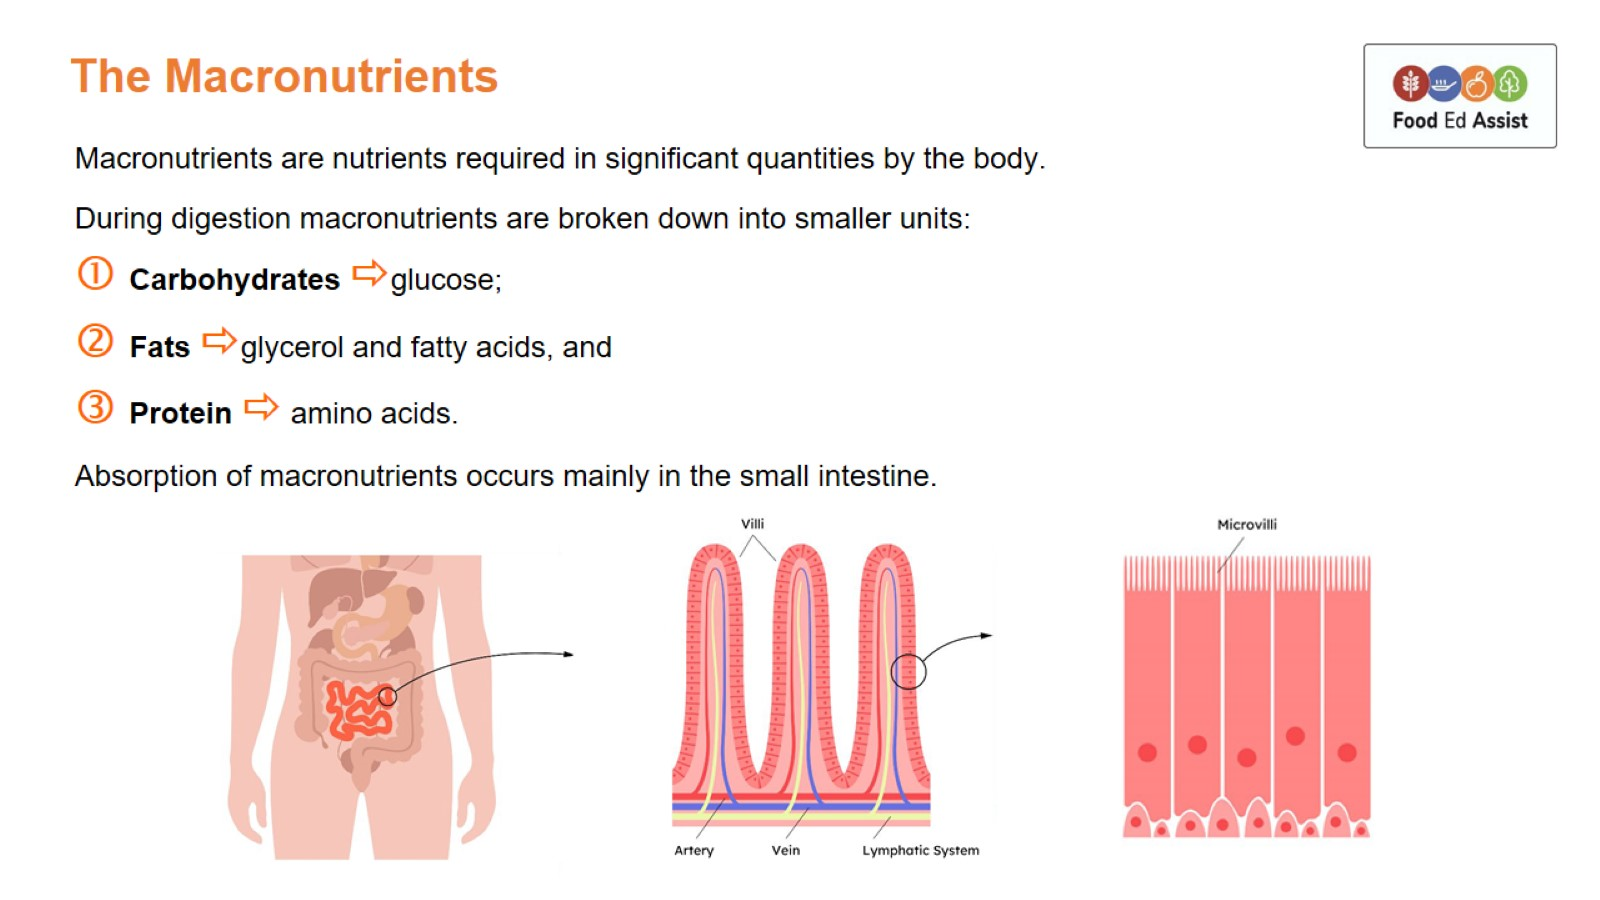 The Macronutrients
Food Ed Assist
Macronutrients are nutrients required in significant quantities by the body.
During digestion macronutrients are broken down into smaller units:
① Carbohydrates ⇨ glucose;
② Fats ⇨ glycerol and fatty acids, and
③ Protein ⇨ amino acids.
Absorption of macronutrients occurs mainly in the small intestine.
Villi
Microvilli
Artery
Vein
Lymphatic System